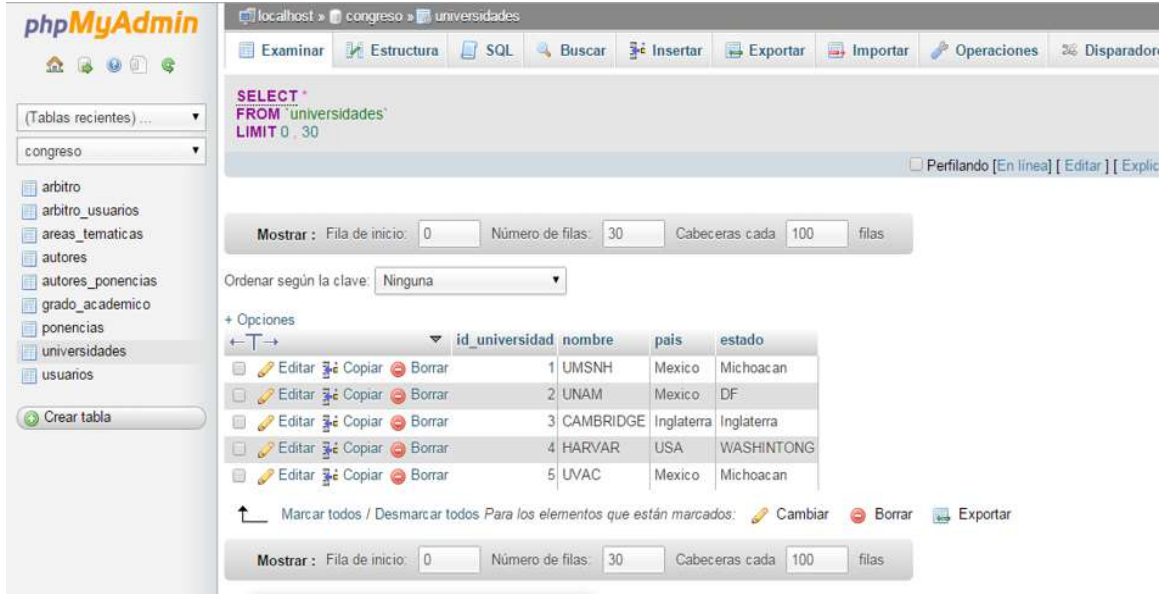 phpMyAdmin
(Tablas recientes) ...
congreso
arbitro
arbitro_usuarios
areas_tematicas
autores
autores_ponencias
grado_academico
ponencias
universidades
usuarios
Crear tabla
localhost » congreso » universidades
Examinar Estructura SQL Buscar Insertar Exportar Importar Operaciones Disparadore
SELECT *
FROM `universidades`
LIMIT 0 , 30
Perfilando [En línea] [ Editar ] [ Explic
Mostrar : Fila de inicio: 0 Número de filas: 30 Cabeceras cada 100 filas
Ordenar según la clave: Ninguna
+ Opciones
←T→ id_universidad nombre pais estado
Editar Copiar Borrar 1 UMSNH Mexico Michoacan
Editar Copiar Borrar 2 UNAM Mexico DF
Editar Copiar Borrar 3 CAMBRIDGE Inglaterra Inglaterra
Editar Copiar Borrar 4 HARVAR USA WASHINTONG
Editar Copiar Borrar 5 UVAC Mexico Michoacan
Marcar todos / Desmarcar todos Para los elementos que están marcados: Cambiar Borrar Exportar
Mostrar : Fila de inicio: 0 Número de filas: 30 Cabeceras cada 100 filas